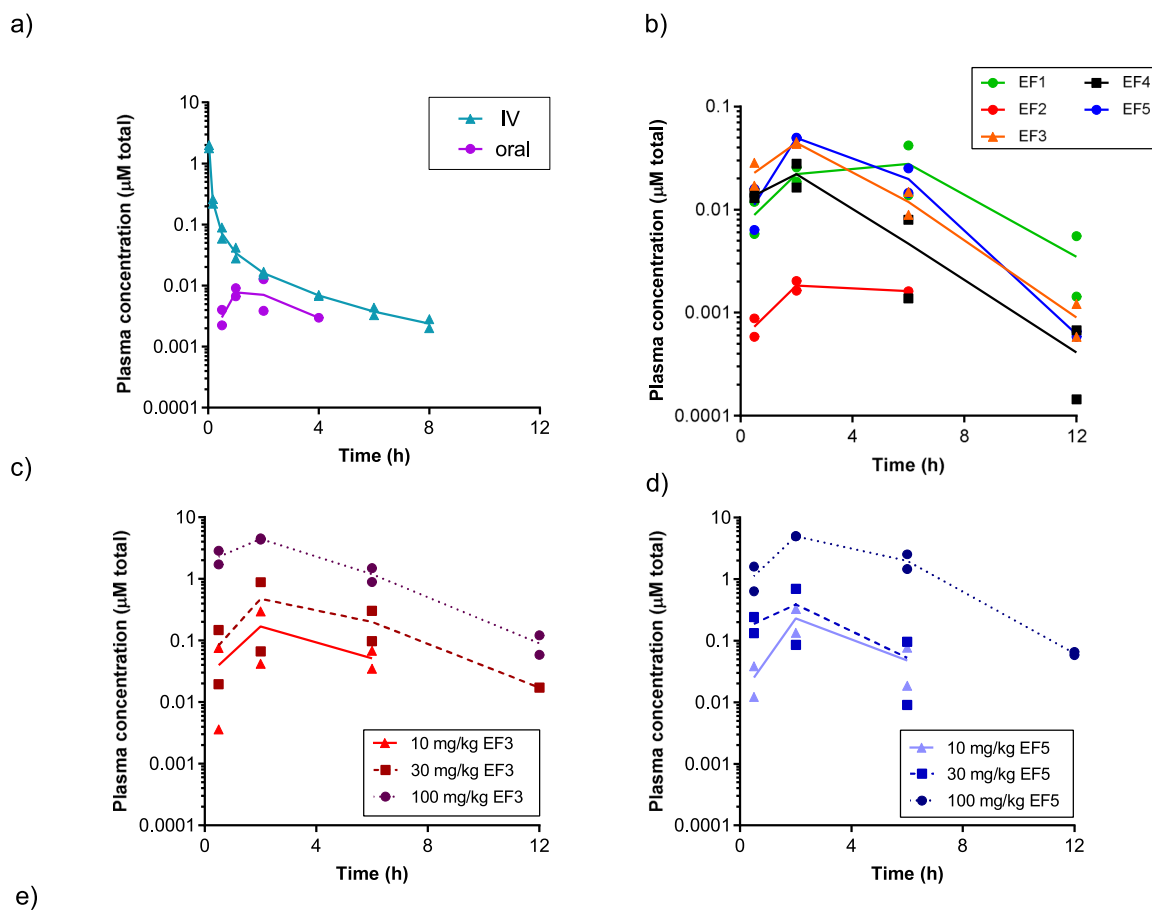 a)
b)
IV
oral
Plasma concentration (μM total)
10
1
0.1
0.01
0.001
0.0001
0 4 8 12
Time (h)
EF1 EF4
EF2 EF5
EF3
Plasma concentration (μM total)
0.1
0.01
0.001
0.0001
0 4 8 12
Time (h)
c)
d)
Plasma concentration (μM total)
10
1
0.1
0.01
0.001
0.0001
10 mg/kg EF3
30 mg/kg EF3
100 mg/kg EF3
0 4 8 12
Time (h)
Plasma concentration (μM total)
10
1
0.1
0.01
0.001
0.0001
10 mg/kg EF5
30 mg/kg EF5
100 mg/kg EF5
0 4 8 12
Time (h)
e)